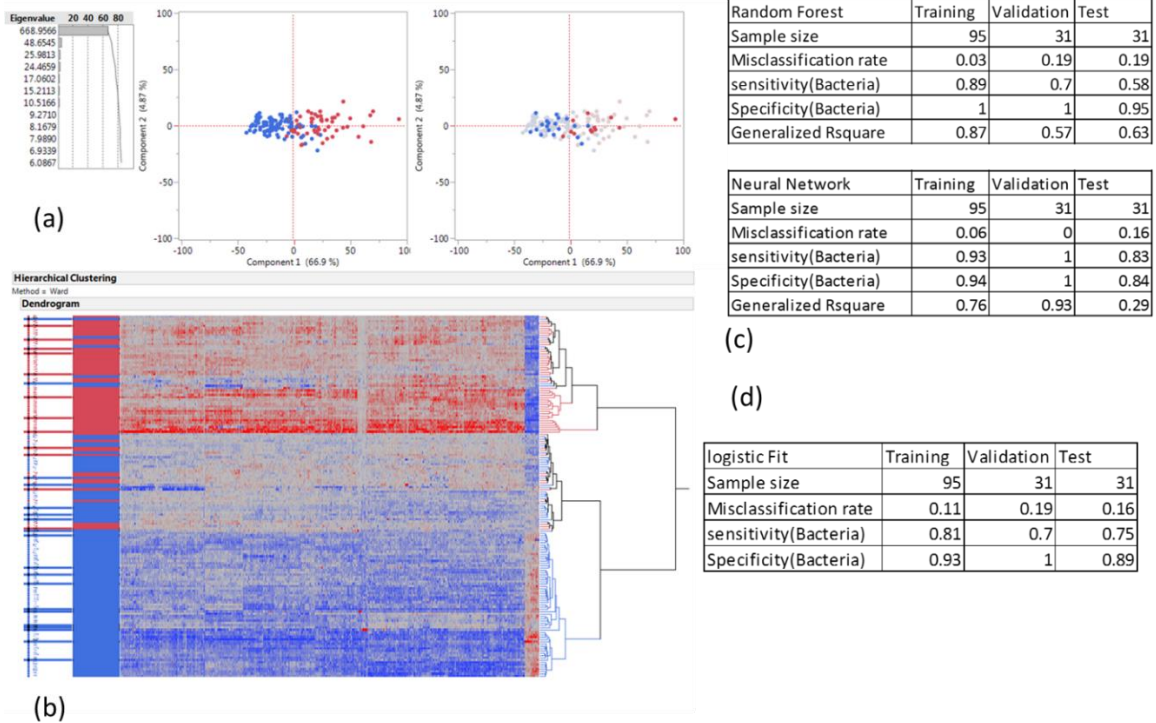 Eigenvalue 20 40 60 80
668.9566
48.6545
25.9813
24.4659
17.0602
15.2113
10.5166
9.2710
8.1679
7.9890
6.9339
6.0867
(a)
Component 2 (4.87 %)
100
50
0
-50
-100
-100 -50 0 50 100
Component 1 (66.9 %)
Component 2 (4.87 %)
100
50
0
-50
-100
-100 -50 0 50 100
Component 1 (66.9 %)
Hierarchical Clustering
Method = Ward
Dendrogram
(b)
Random Forest Training Validation Test
Sample size 95 31 31
Misclassification rate 0.03 0.19 0.19
sensitivity(Bacteria) 0.89 0.7 0.58
Specificity(Bacteria) 1 1 0.95
Generalized Rsquare 0.87 0.57 0.63
Neural Network Training Validation Test
Sample size 95 31 31
Misclassification rate 0.06 0 0.16
sensitivity(Bacteria) 0.93 1 0.83
Specificity(Bacteria) 0.94 1 0.84
Generalized Rsquare 0.76 0.93 0.29
(c)
(d)
logistic Fit Training Validation Test
Sample size 95 31 31
Misclassification rate 0.11 0.19 0.16
sensitivity(Bacteria) 0.81 0.7 0.75
Specificity(Bacteria) 0.93 1 0.89